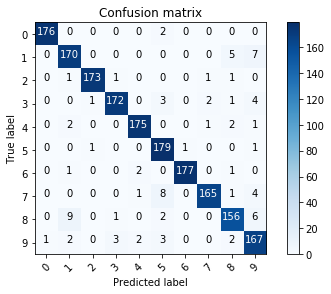 Confusion matrix
0 176 0 0 0 0 2 0 0 0 0
1 0 170 0 0 0 0 0 0 5 7
2 0 1 173 1 0 0 0 1 1 0
3 0 0 1 172 0 3 0 2 1 4
4 0 2 0 0 175 0 0 1 2 1
5 0 0 1 0 0 179 1 0 0 1
6 0 1 0 0 2 0 177 0 1 0
7 0 0 0 0 1 8 0 165 1 4
8 0 9 0 1 0 2 0 0 156 6
9 1 2 0 3 2 3 0 0 2 167
0 1 2 3 4 5 6 7 8 9
True label
Predicted label
160
140
120
100
80
60
40
20
0